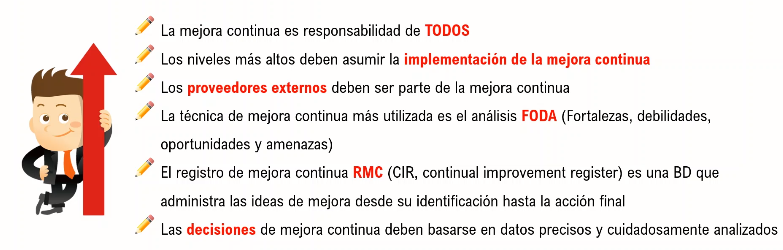 La mejora continua es responsabilidad de TODOS
Los niveles más altos deben asumir la implementación de la mejora continua
Los proveedores externos deben ser parte de la mejora continua
La técnica de mejora continua más utilizada es el análisis FODA (Fortalezas, debilidades,
oportunidades y amenazas)
El registro de mejora continua RMC (CIR, continual improvement register) es una BD que
administra las ideas de mejora desde su identificación hasta la acción final
Las decisiones de mejora continua deben basarse en datos precisos y cuidadosamente analizados